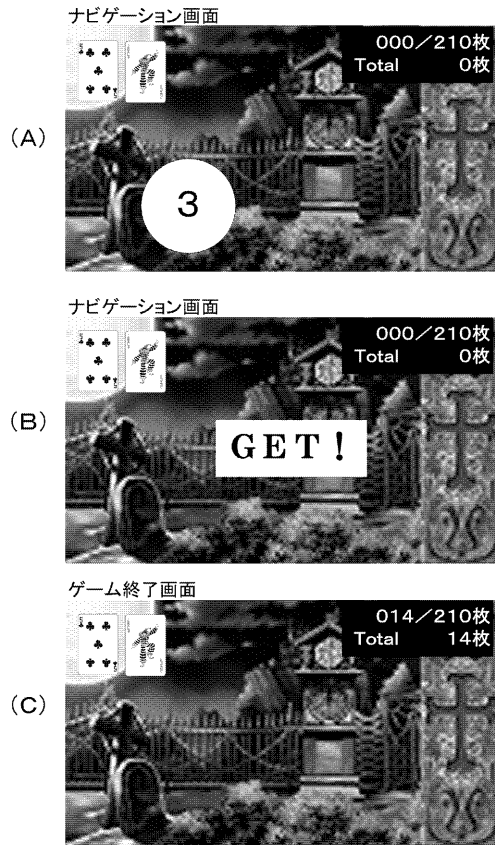 ナビゲーション画面
000/210枚
Total 0枚
(A)
3
ナビゲーション画面
000/210枚
Total 0枚
(B)
GET!
ゲーム終了画面
014/210枚
Total 14枚
(C)